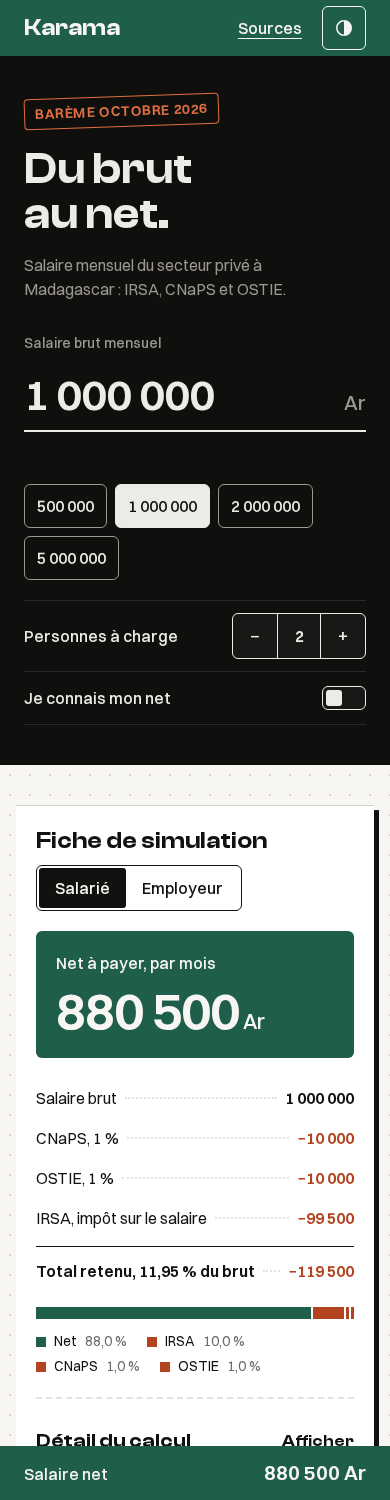 Karama
Sources
BARÈME OCTOBRE 2026
Du brut
au net.
Salaire mensuel du secteur privé à
Madagascar : IRSA, CNaPS et OSTIE.
Salaire brut mensuel
1 000 000 Ar
500 000 1 000 000 2 000 000
5 000 000
Personnes à charge − 2 +
Je connais mon net
Fiche de simulation
Salarié Employeur
Net à payer, par mois
880 500 Ar
Salaire brut 1 000 000
CNaPS, 1 % −10 000
OSTIE, 1 % −10 000
IRSA, impôt sur le salaire −99 500
Total retenu, 11,95 % du brut −119 500
Net 88,0 % IRSA 10,0 %
CNaPS 1,0 % OSTIE 1,0 %
Détail du calcul Afficher
Salaire net 880 500 Ar